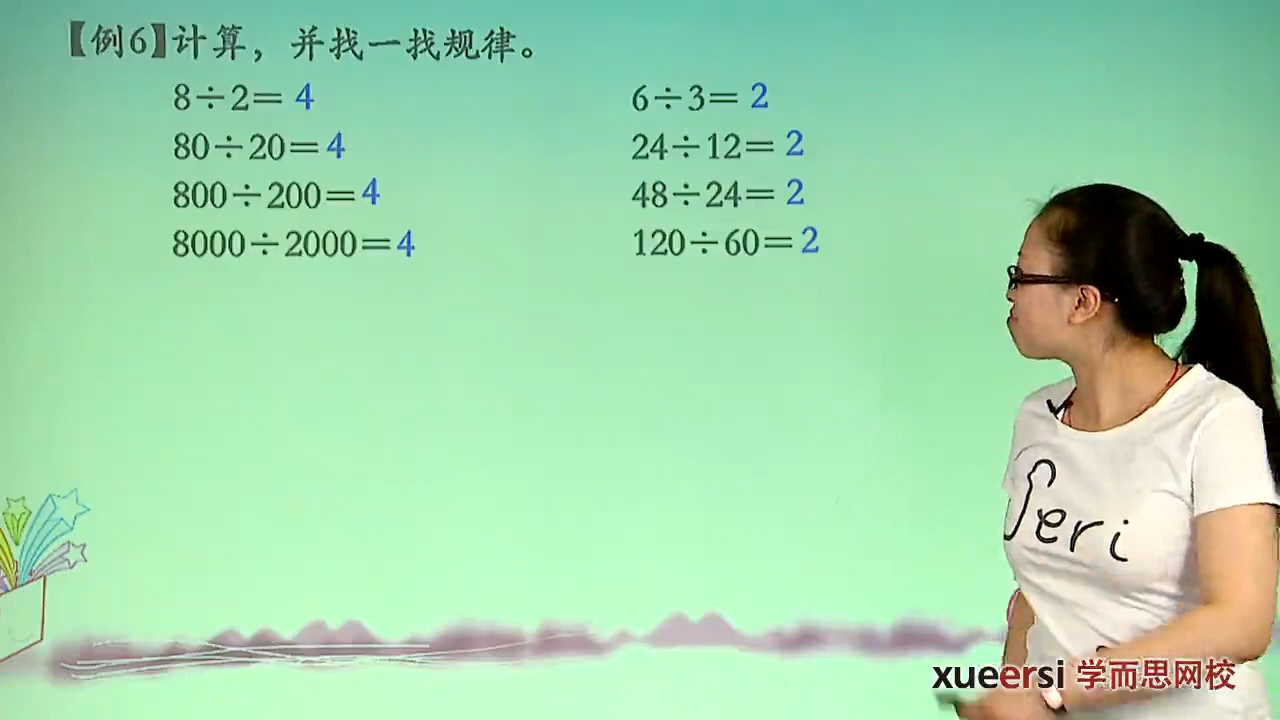 【例6】计算，并找一找规律。
8÷2= 4
80÷20=4
800÷200=4
8000÷2000=4
6÷3= 2
24÷12= 2
48÷24= 2
120÷60=2
Jeri
xueersi 学而思网校